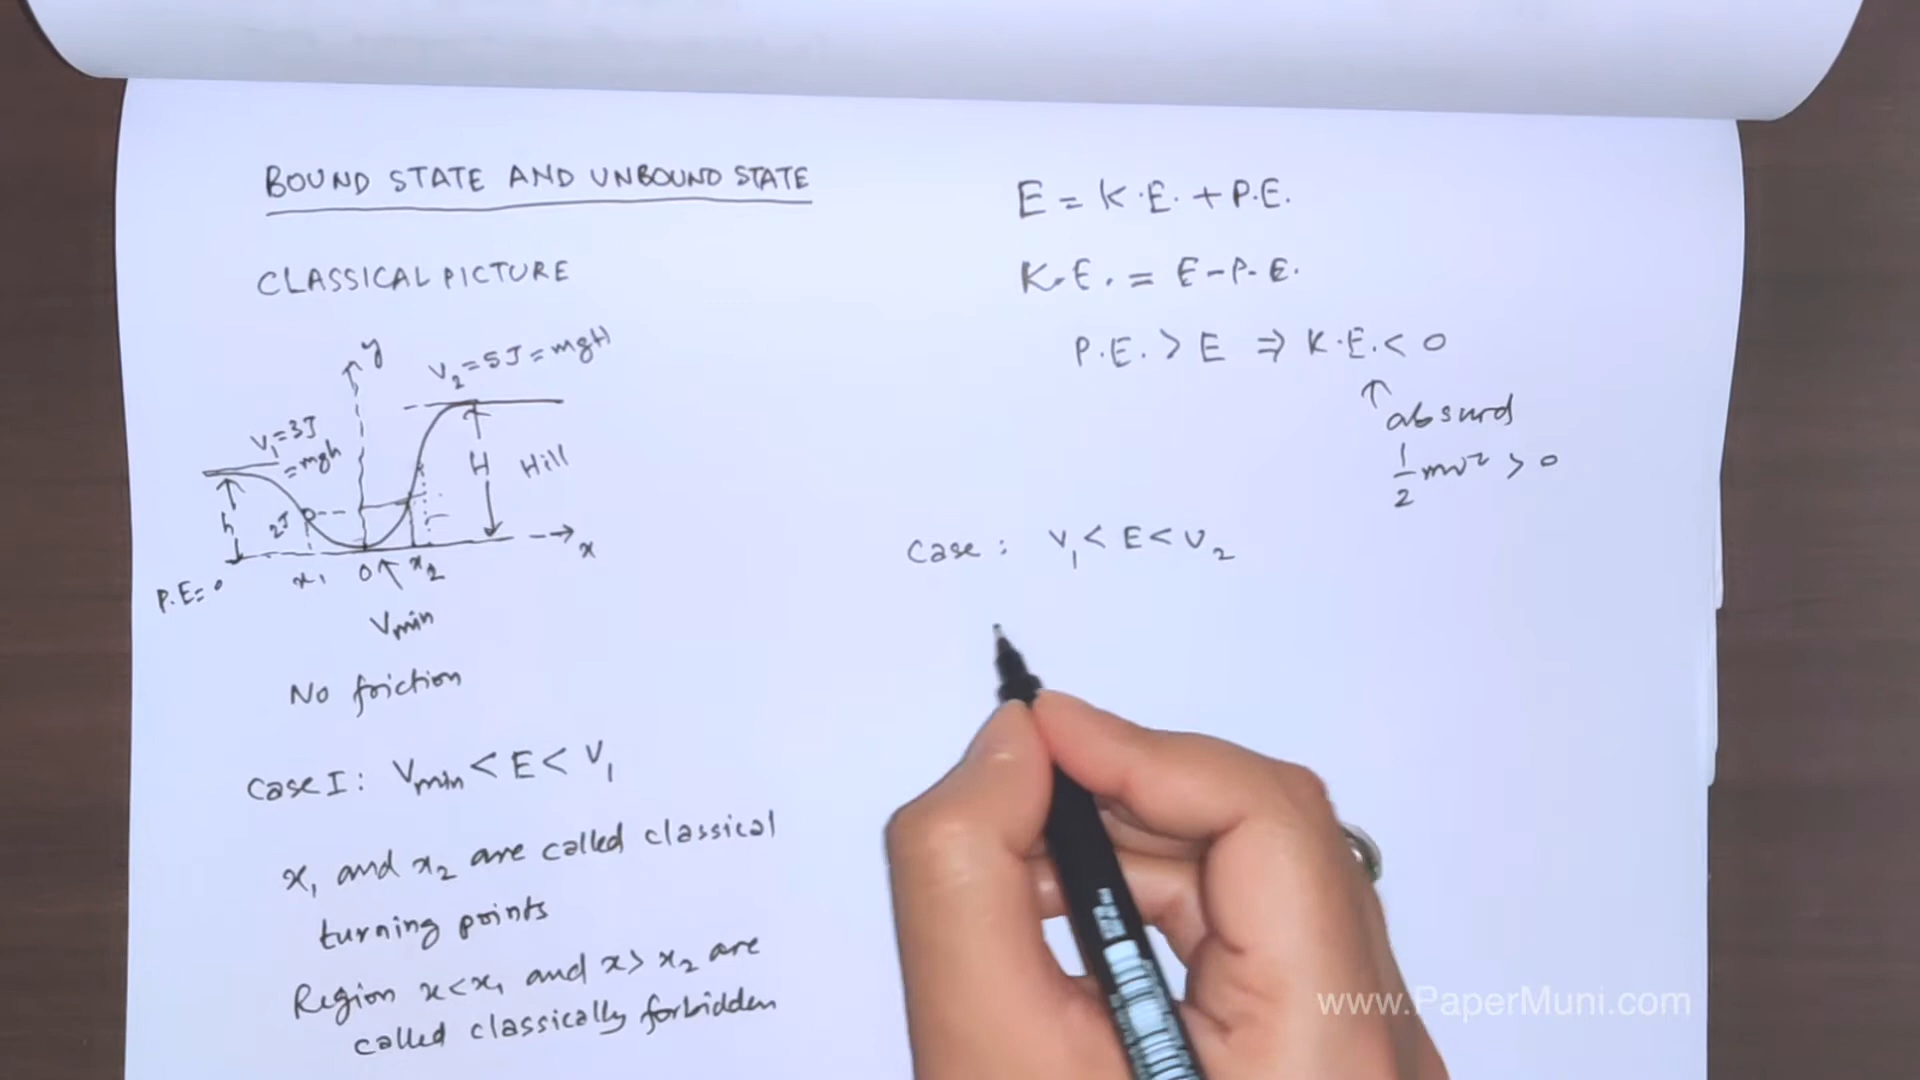 BOUND STATE AND UNBOUND STATE
CLASSICAL PICTURE
y
V₂ = 5J = mgH
V₁ = 3J
= mgh
H
Hill
h
2J
x
P.E = 0
x₁
0
x₂
Vmin
No friction
Case I : Vmin < E < V₁
x₁ and x₂ are called classical
turning points
Region x < x₁ and x > x₂ are
called classically forbidden
E = K.E. + P.E.
K.E. = E - P.E.
P.E. > E ⇒ K.E. < 0
absurd
½ mv² > 0
Case : V₁ < E < V₂
www.PaperMuni.com